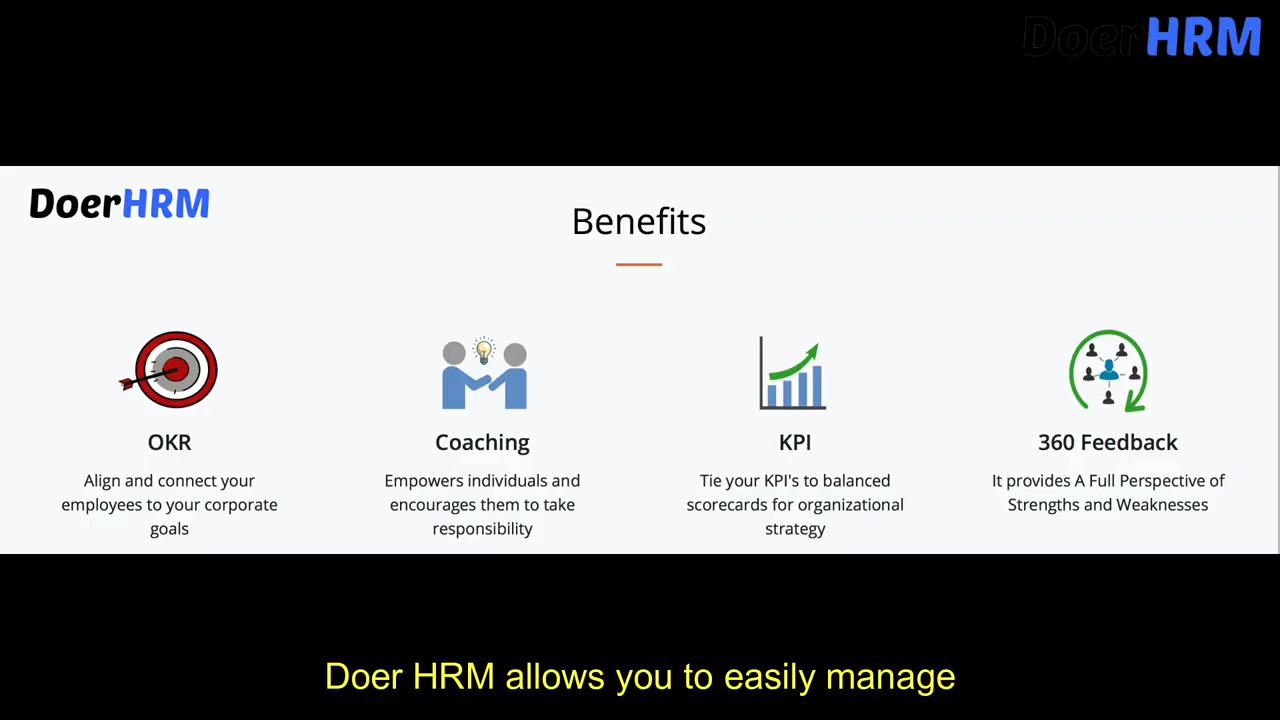 DoerHRM
DoerHRM
Benefits
OKR
Align and connect your
employees to your corporate
goals
Coaching
Empowers individuals and
encourages them to take
responsibility
KPI
Tie your KPI's to balanced
scorecards for organizational
strategy
360 Feedback
It provides A Full Perspective of
Strengths and Weaknesses
Doer HRM allows you to easily manage